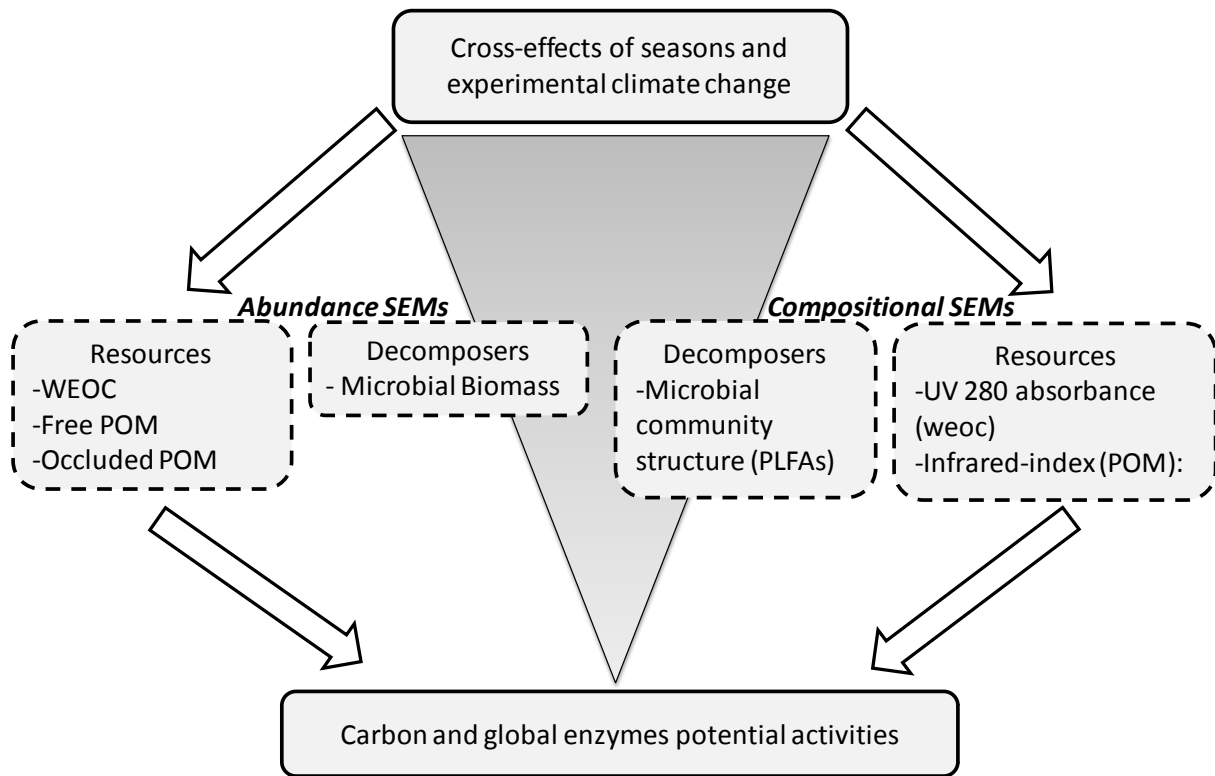 Cross-effects of seasons and
experimental climate change
Abundance SEMs
Resources
-WEOC
-Free POM
-Occluded POM
Decomposers
- Microbial Biomass
Compositional SEMs
Decomposers
-Microbial
community
structure (PLFAs)
Resources
-UV 280 absorbance
(weoc)
-Infrared-index (POM):
Carbon and global enzymes potential activities